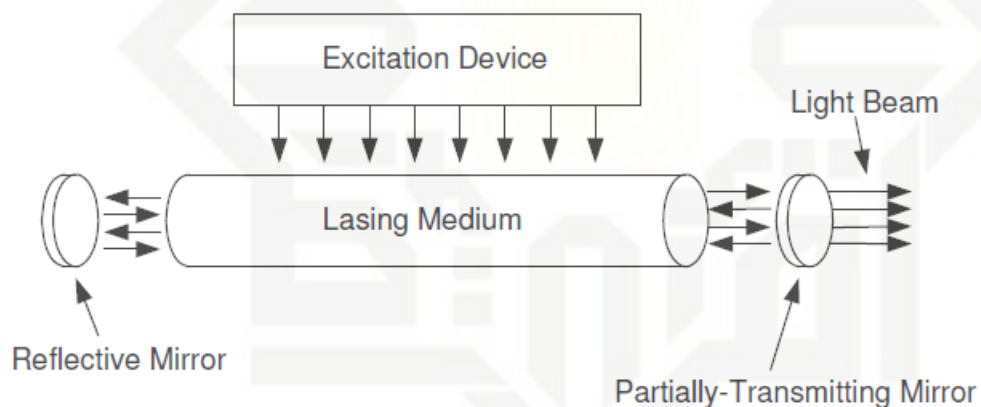 Excitation Device
Light Beam
Lasing Medium
Reflective Mirror
Partially-Transmitting Mirror